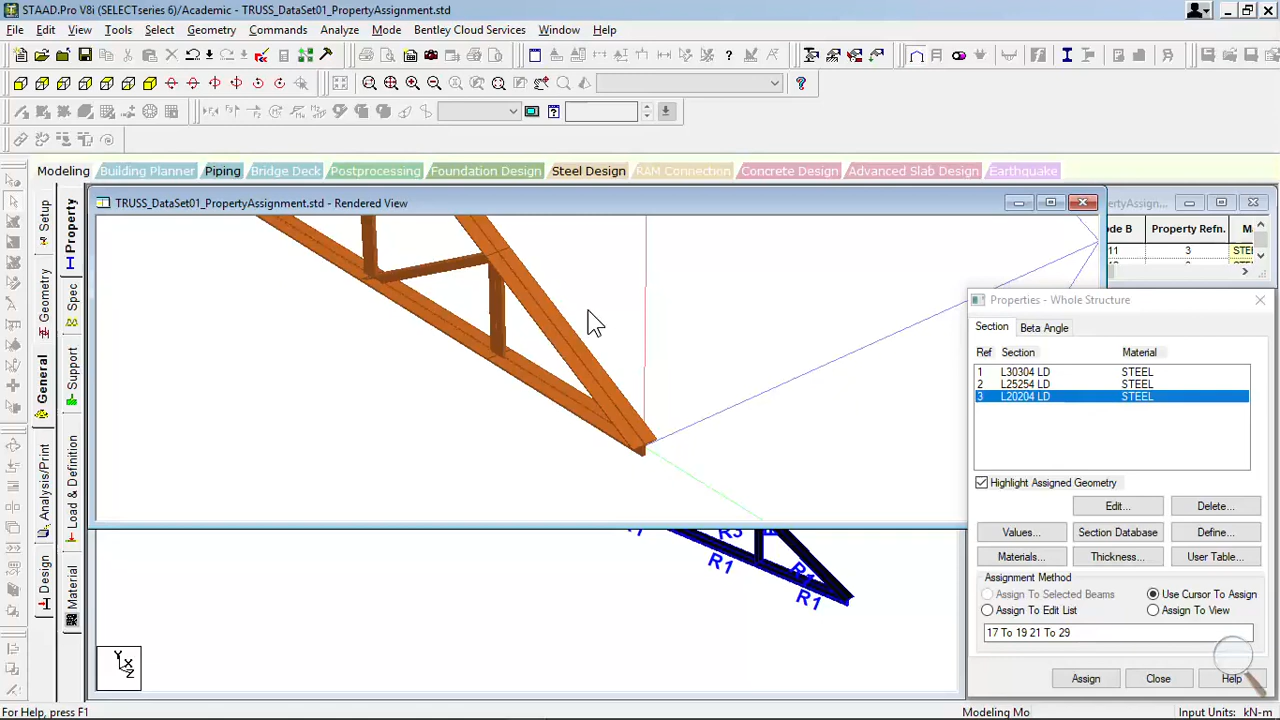 STAAD.Pro V8i (SELECTseries 6)/Academic - TRUSS_DataSet01_PropertyAssignment.std
File Edit View Tools Select Geometry Commands Analyze Mode Bentley Cloud Services Window Help
Modeling Building Planner Piping Bridge Deck Postprocessing Foundation Design Steel Design RAM Connection Concrete Design Advanced Slab Design Earthquake
TRUSS_DataSet01_PropertyAssignment.std - Rendered View
Property Refn.
11 3
Setup
Geometry
General
Analysis/Print
Design
Property
Spec
Support
Load & Definition
Material
Properties - Whole Structure
Section Beta Angle
Ref Section Material
1 L30304 LD STEEL
2 L25254 LD STEEL
3 L20204 LD STEEL
Highlight Assigned Geometry
Edit... Delete...
Values... Section Database Define...
Materials... Thickness... User Table...
Assignment Method
Assign To Selected Beams Use Cursor To Assign
Assign To Edit List Assign To View
17 To 19 21 To 29
Assign Close Help
R3
R1
R1
R1
Y
X
Z
For Help, press F1 Modeling Mo Input Units: kN-m